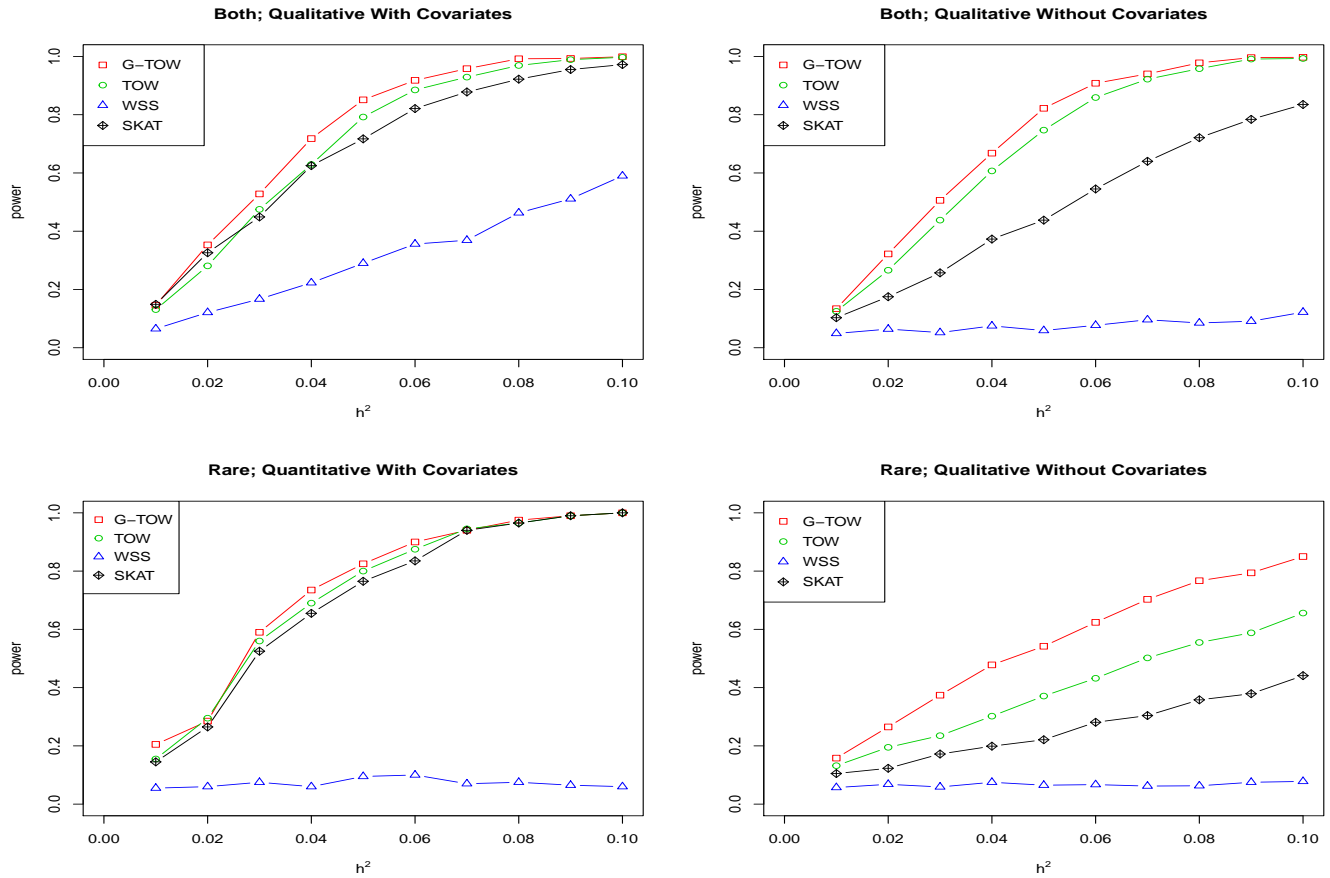 Both; Qualitative With Covariates
G−TOW
TOW
WSS
SKAT
power
0.0 0.2 0.4 0.6 0.8 1.0
0.00 0.02 0.04 0.06 0.08 0.10
h²
Both; Qualitative Without Covariates
G−TOW
TOW
WSS
SKAT
power
0.0 0.2 0.4 0.6 0.8 1.0
0.00 0.02 0.04 0.06 0.08 0.10
h²
Rare; Quantitative With Covariates
G−TOW
TOW
WSS
SKAT
power
0.0 0.2 0.4 0.6 0.8 1.0
0.00 0.02 0.04 0.06 0.08 0.10
h²
Rare; Qualitative Without Covariates
G−TOW
TOW
WSS
SKAT
power
0.0 0.2 0.4 0.6 0.8 1.0
0.00 0.02 0.04 0.06 0.08 0.10
h²